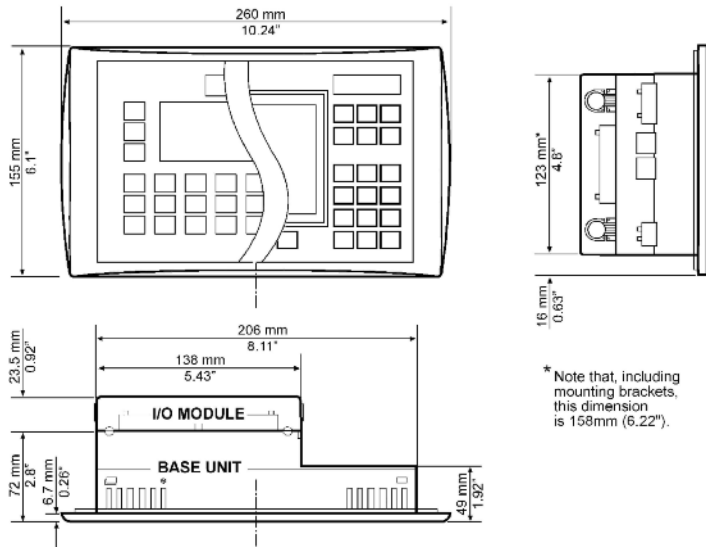 260 mm
10.24"
155 mm
6.1"
123 mm*
4.8"
16 mm
0.63"
206 mm
8.11"
138 mm
5.43"
23.5 mm
0.92"
I/O MODULE
BASE UNIT
72 mm
2.8"
6.7 mm
0.26"
49 mm
1.92"
* Note that, including
mounting brackets,
this dimension
is 158mm (6.22").